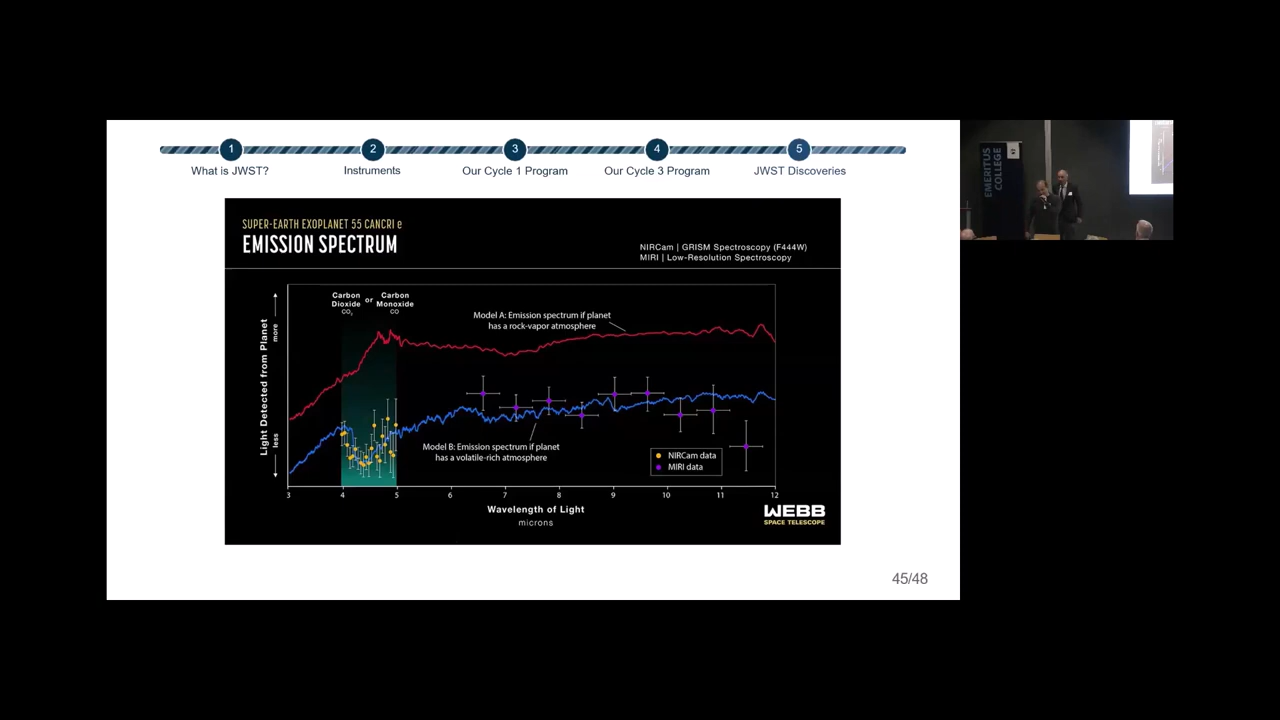 1 2 3 4 5
What is JWST? Instruments Our Cycle 1 Program Our Cycle 3 Program JWST Discoveries
SUPER-EARTH EXOPLANET 55 CANCRI e
EMISSION SPECTRUM
NIRCam | GRISM Spectroscopy (F444W)
MIRI | Low-Resolution Spectroscopy
Light Detected from Planet
more
less
Carbon
Dioxide
CO₂
or
Carbon
Monoxide
CO
Model A: Emission spectrum if planet
has a rock-vapor atmosphere
Model B: Emission spectrum if planet
has a volatile-rich atmosphere
NIRCam data
MIRI data
3 4 5 6 7 8 9 10 11 12
Wavelength of Light
microns
WEBB
SPACE TELESCOPE
45/48
EMERITUS
COLLEGE